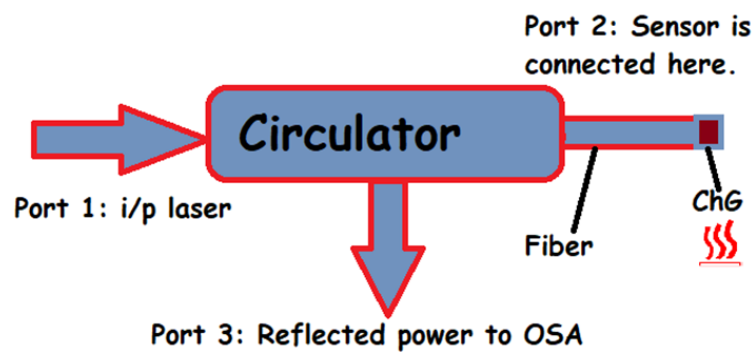 Port 2: Sensor is
connected here.
Circulator
Port 1: i/p laser
ChG
Fiber
Port 3: Reflected power to OSA